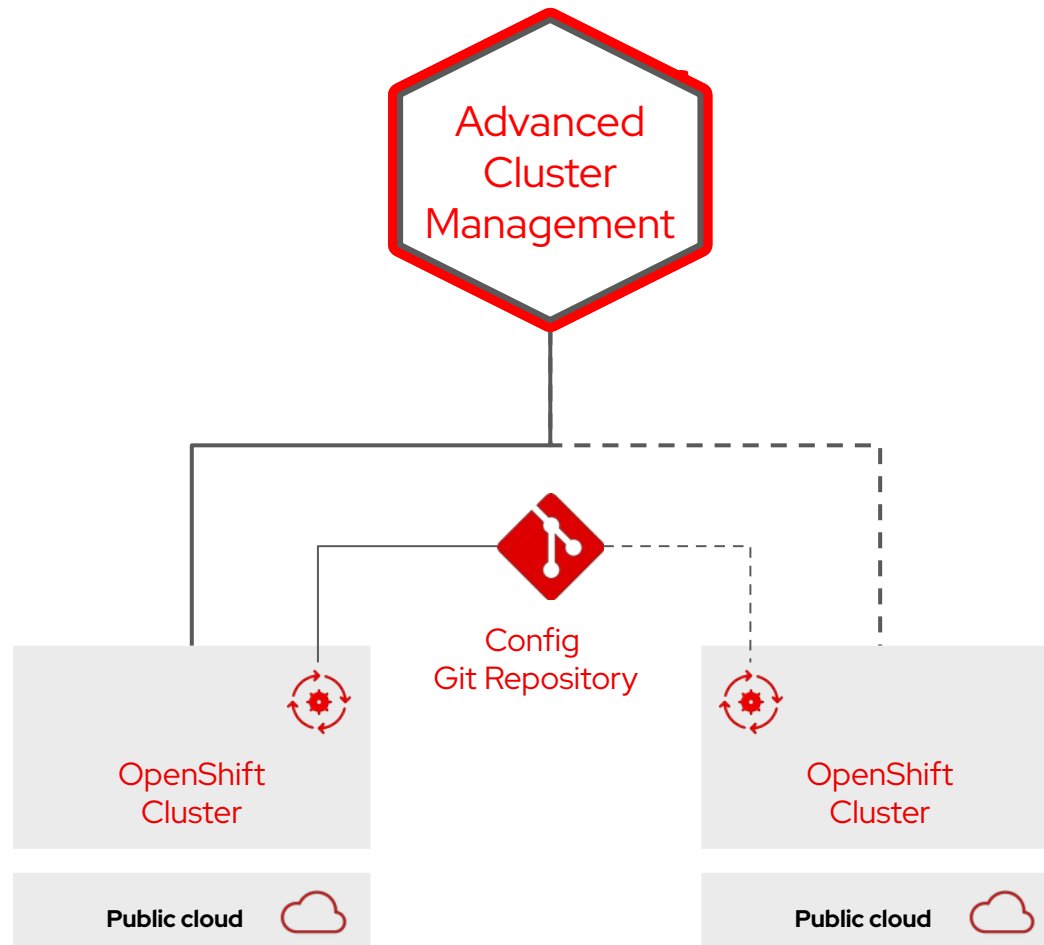 Advanced
Cluster
Management
Config
Git Repository
OpenShift
Cluster
OpenShift
Cluster
Public cloud
Public cloud